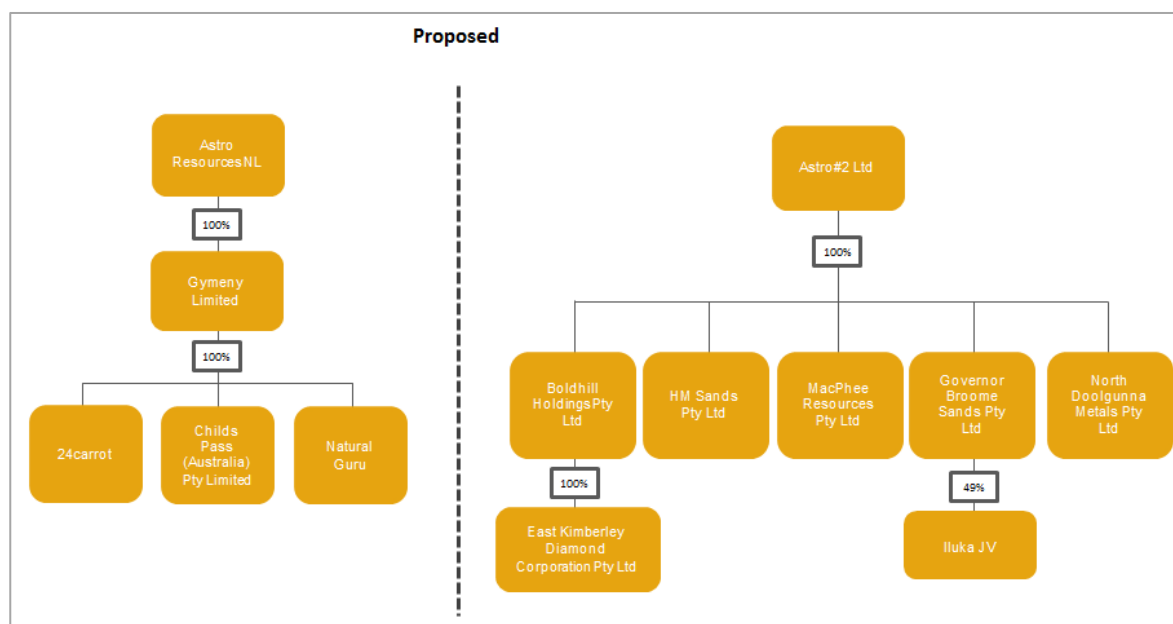 Proposed
Astro
ResourcesNL
100%
Gymeny
Limited
100%
24carrot
Childs
Pass
(Australia)
Pty Limited
Natural
Guru
Astro#2 Ltd
100%
Boldhill
HoldingsPty
Ltd
HM Sands
Pty Ltd
MacPhee
Resources
Pty Ltd
Governor
Broome
Sands Pty
Ltd
North
Doolgunna
Metals Pty
Ltd
100%
49%
East Kimberley
Diamond
Corporation Pty Ltd
Iluka JV